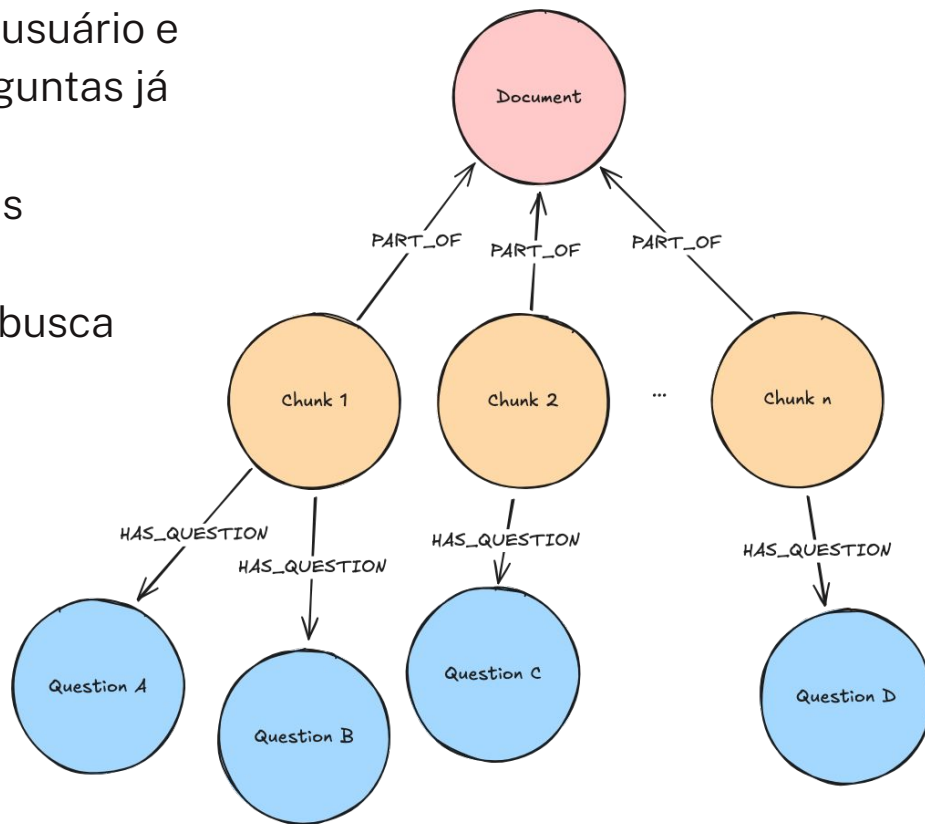 usuário e
guntas já
s
busca
Document
PART_OF
PART_OF
PART_OF
Chunk 1
Chunk 2
...
Chunk n
HAS_QUESTION
HAS_QUESTION
HAS_QUESTION
HAS_QUESTION
Question A
Question B
Question C
Question D